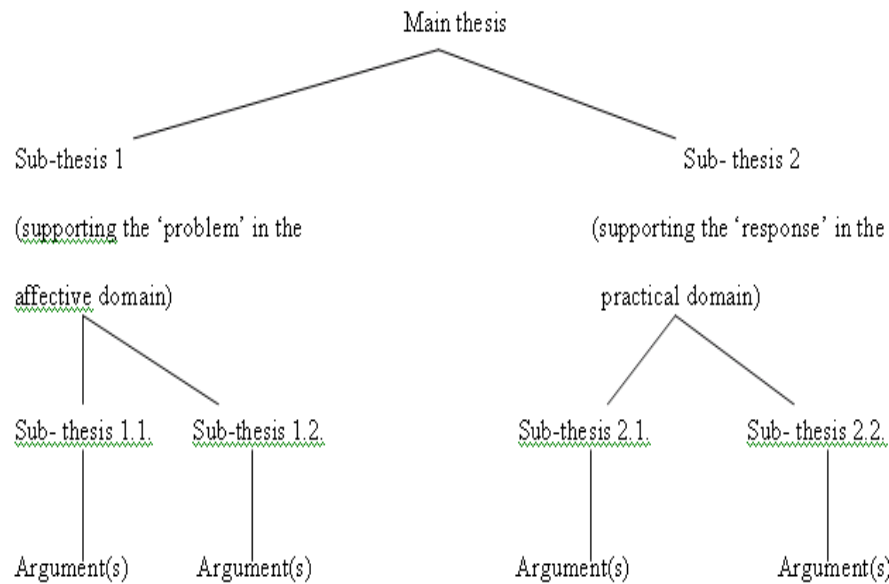 Main thesis
Sub-thesis 1
Sub- thesis 2
(supporting the ‘problem’ in the
affective domain)
(supporting the ‘response’ in the
practical domain)
Sub- thesis 1.1.
Sub-thesis 1.2.
Sub-thesis 2.1.
Sub- thesis 2.2.
Argument(s)
Argument(s)
Argument(s)
Argument(s)